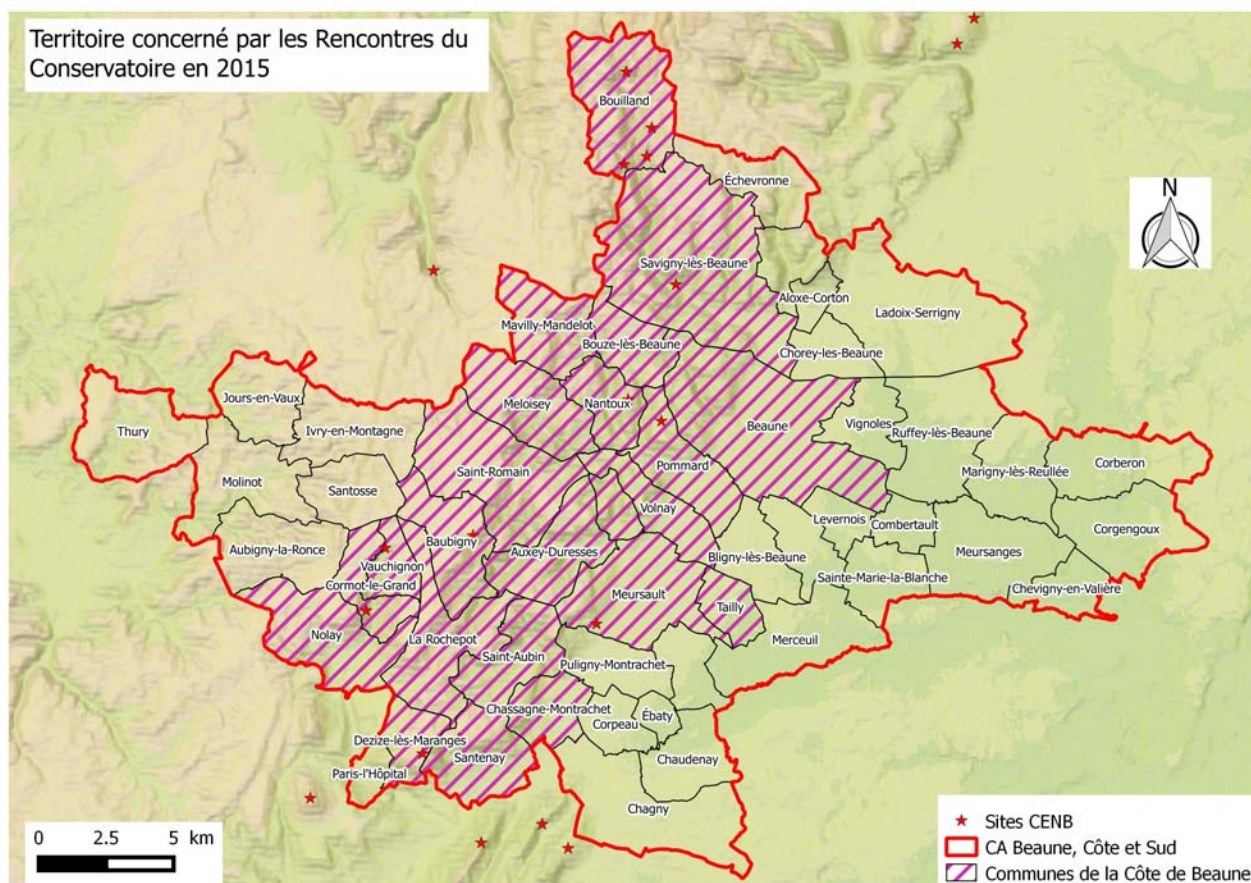 Territoire concerné par les Rencontres du
Conservatoire en 2015
Bouilland
Échevronne
N
Savigny-lès-Beaune
Aloxe-Corton
Ladoix-Serrigny
Mavilly-Mandelot
Bouze-lès-Beaune
Chorey-les-Beaune
Jours-en-Vaux
Meloisey
Nantoux
Thury
Ivry-en-Montagne
Beaune
Vignoles
Ruffey-lès-Beaune
Saint-Romain
Pommard
Marigny-lès-Reullée
Corberon
Molinot
Santosse
Volnay
Levernois
Combertault
Corgengoux
Aubigny-la-Ronce
Baubigny
Auxey-Duresses
Bligny-lès-Beaune
Meursanges
Vauchignon
Sainte-Marie-la-Blanche
Cormot-le-Grand
Meursault
Chevigny-en-Valière
Tailly
Nolay
La Rochepot
Merceuil
Saint-Aubin
Puligny-Montrachet
Chassagne-Montrachet
Ébaty
Corpeau
Dezize-lès-Maranges
Santenay
Chaudenay
Paris-l'Hôpital
Chagny
0 2.5 5 km
Sites CENB
CA Beaune, Côte et Sud
Communes de la Côte de Beaune